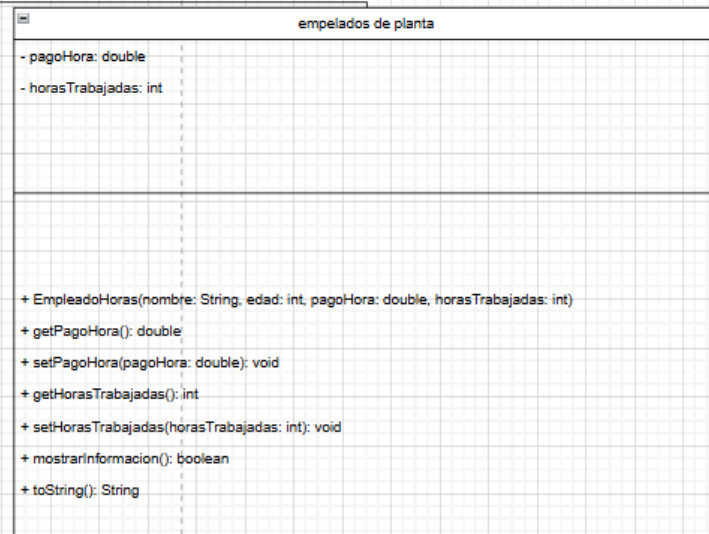 empelados de planta
- pagoHora: double
- horasTrabajadas: int
+ EmpleadoHoras(nombre: String, edad: int, pagoHora: double, horasTrabajadas: int)
+ getPagoHora(): double
+ setPagoHora(pagoHora: double): void
+ getHorasTrabajadas(): int
+ setHorasTrabajadas(horasTrabajadas: int): void
+ mostrarInformacion(): boolean
+ toString(): String